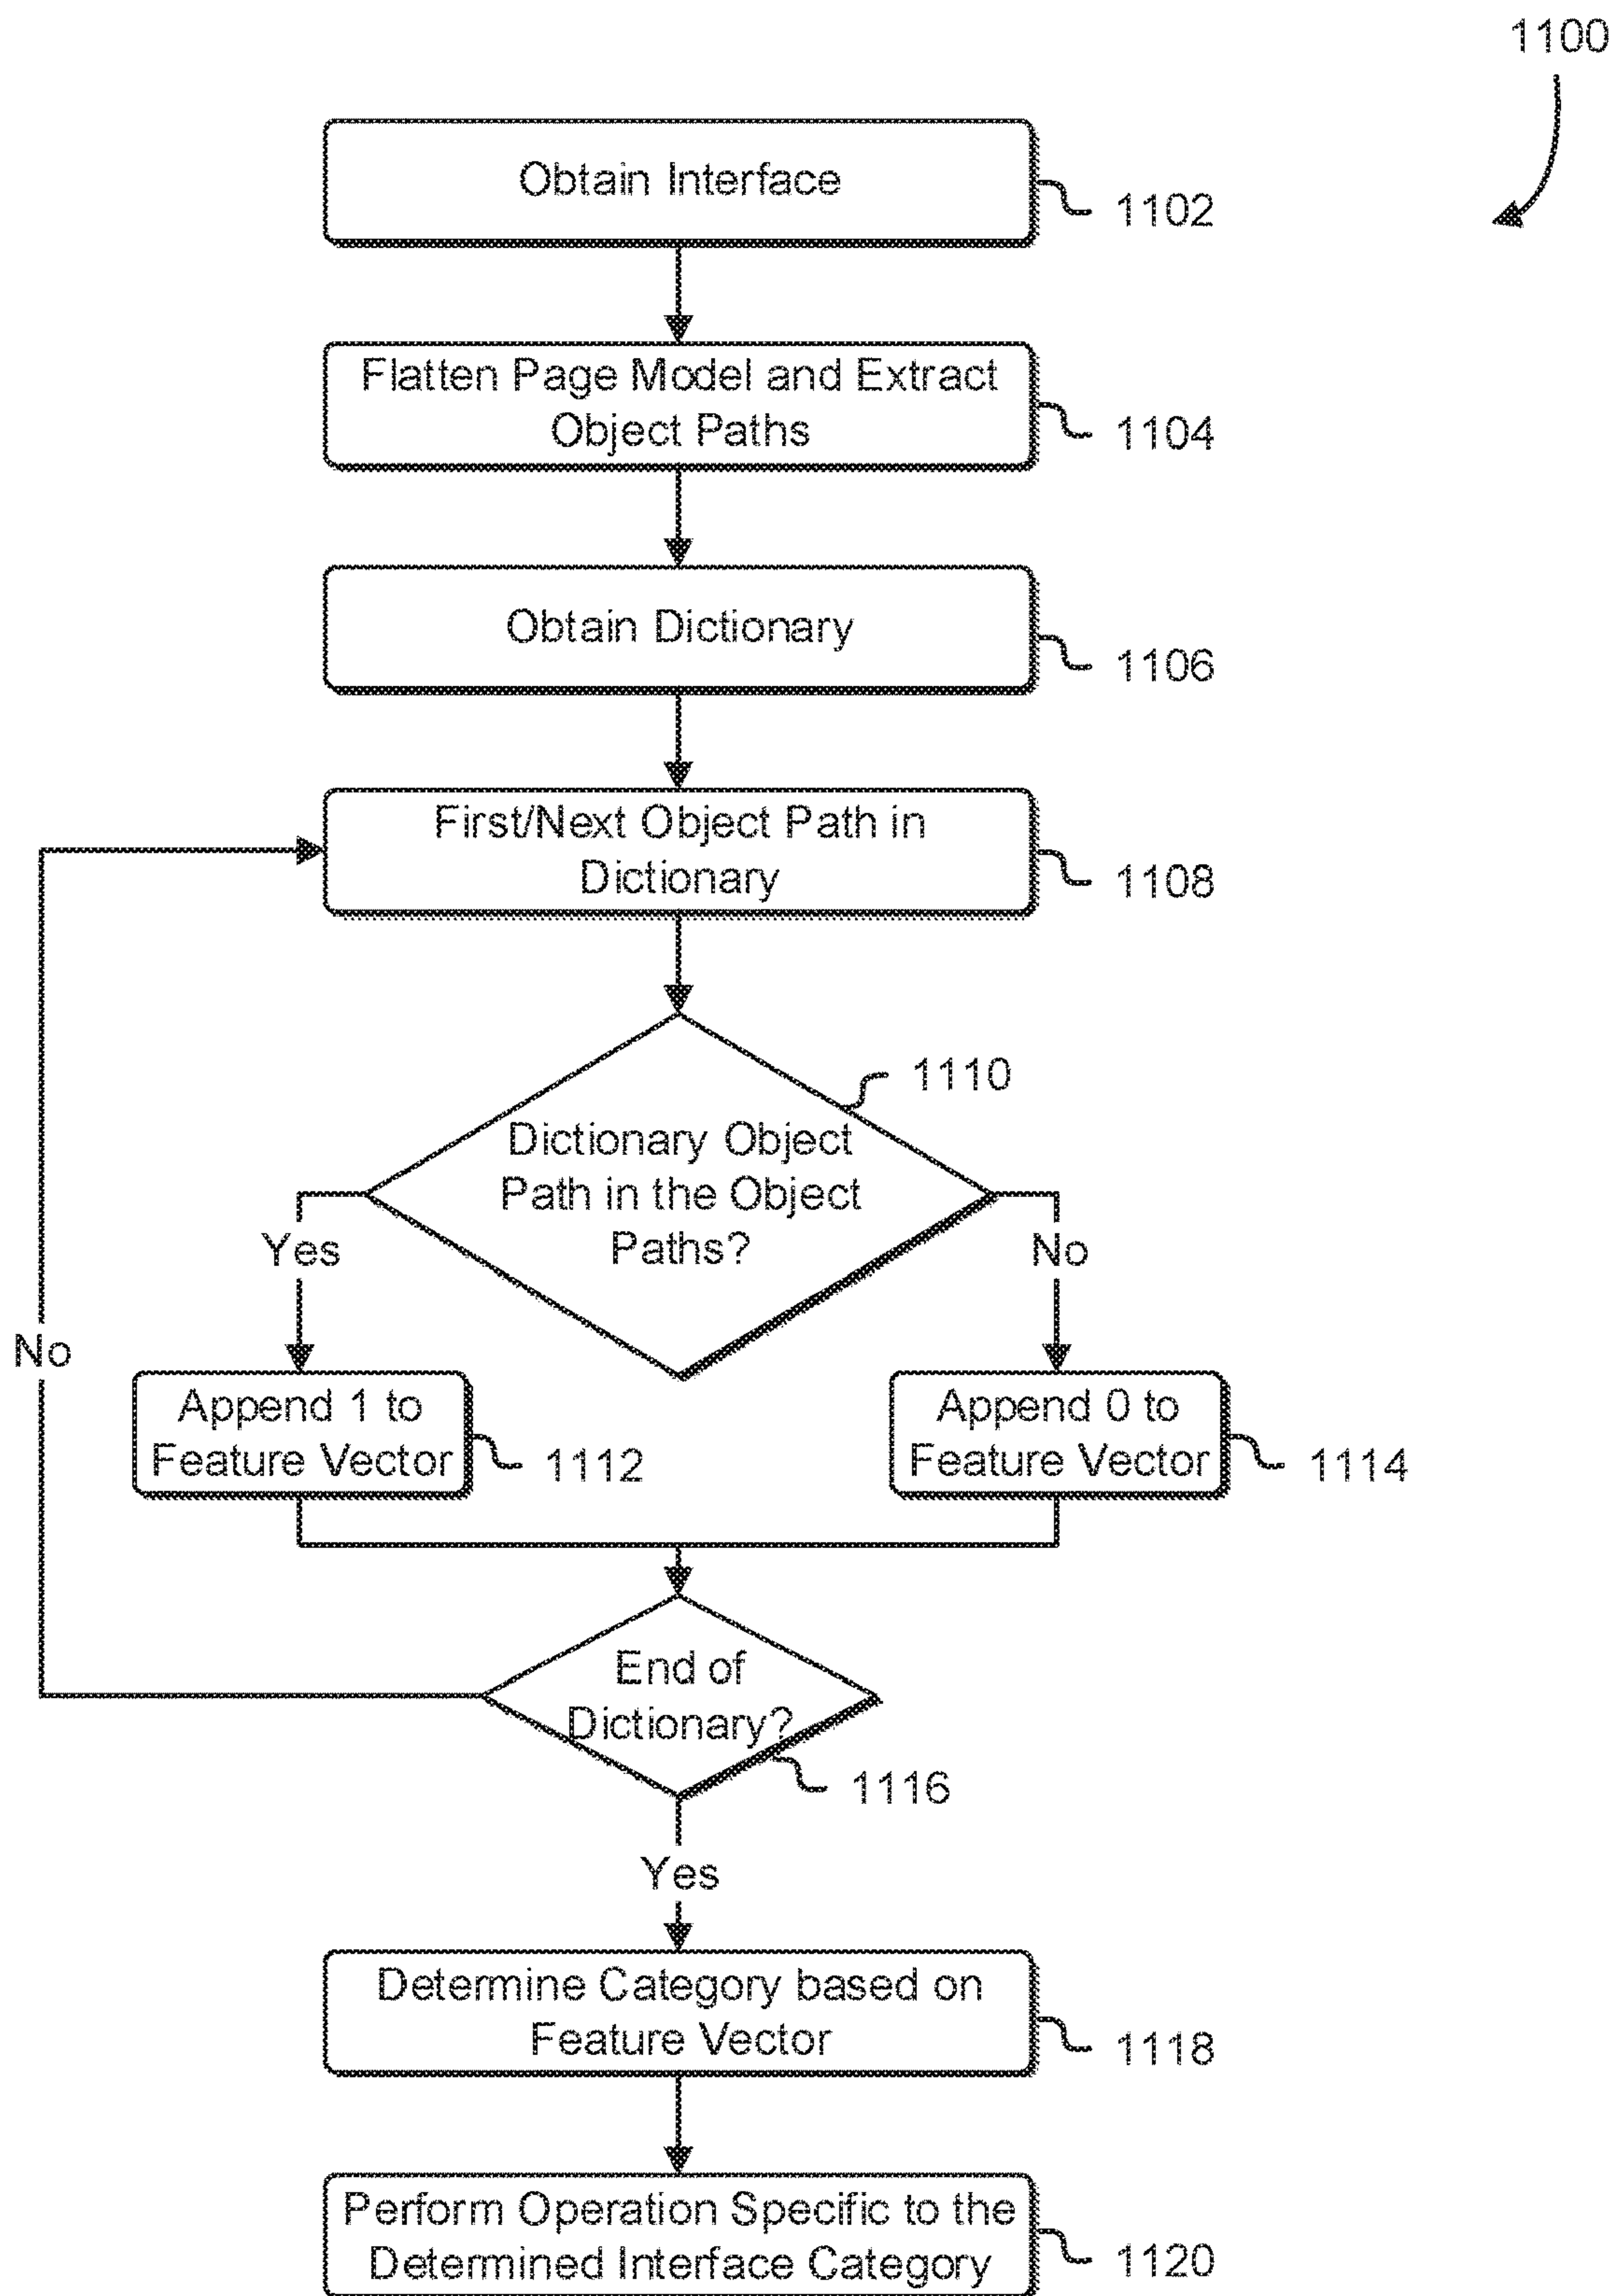 1100
Obtain Interface
1102
Flatten Page Model and Extract
Object Paths
1104
Obtain Dictionary
1106
First/Next Object Path in
Dictionary
1108
1110
Dictionary Object
Path in the Object
Paths?
Yes
No
No
Append 1 to
Feature Vector
1112
Append 0 to
Feature Vector
1114
End of
Dictionary?
1116
Yes
Determine Category based on
Feature Vector
1118
Perform Operation Specific to the
Determined Interface Category
1120